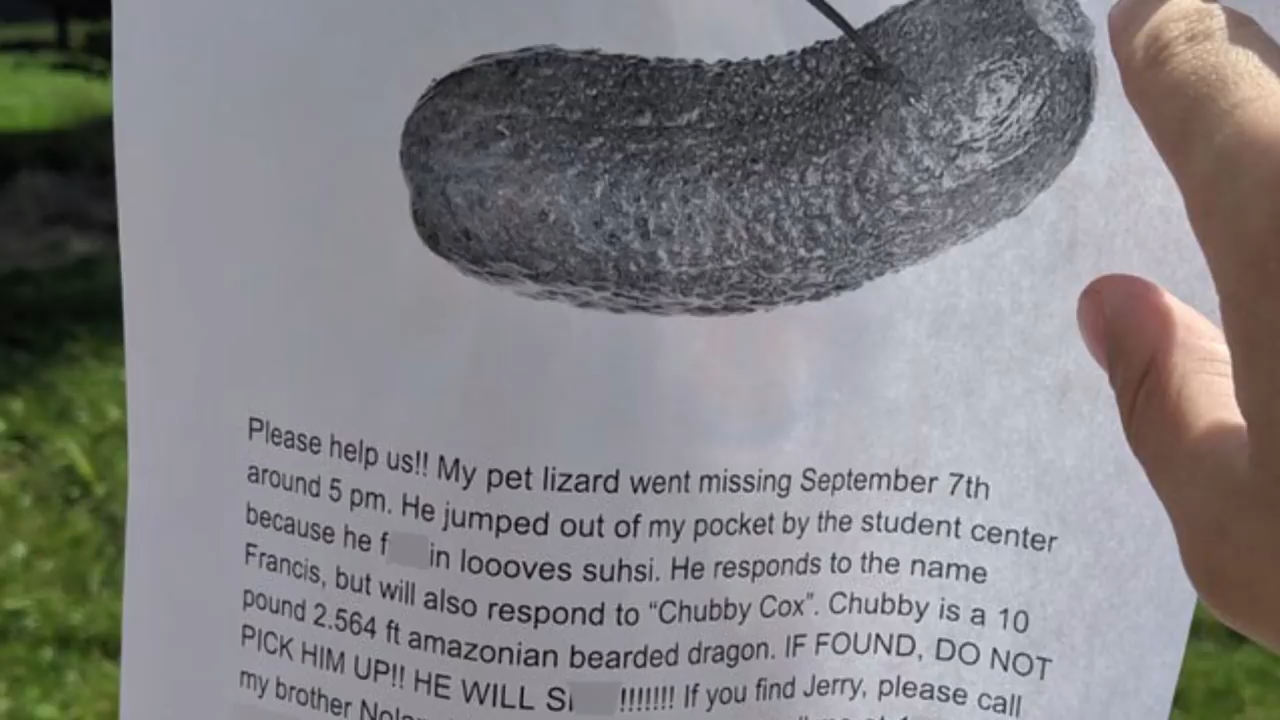 Please help us!! My pet lizard went missing September 7th
around 5 pm. He jumped out of my pocket by the student center
because he f in loooves suhsi. He responds to the name
Francis, but will also respond to “Chubby Cox”. Chubby is a 10
pound 2.564 ft amazonian bearded dragon. IF FOUND, DO NOT
PICK HIM UP!! HE WILL S !!!!!!! If you find Jerry, please call
my brother